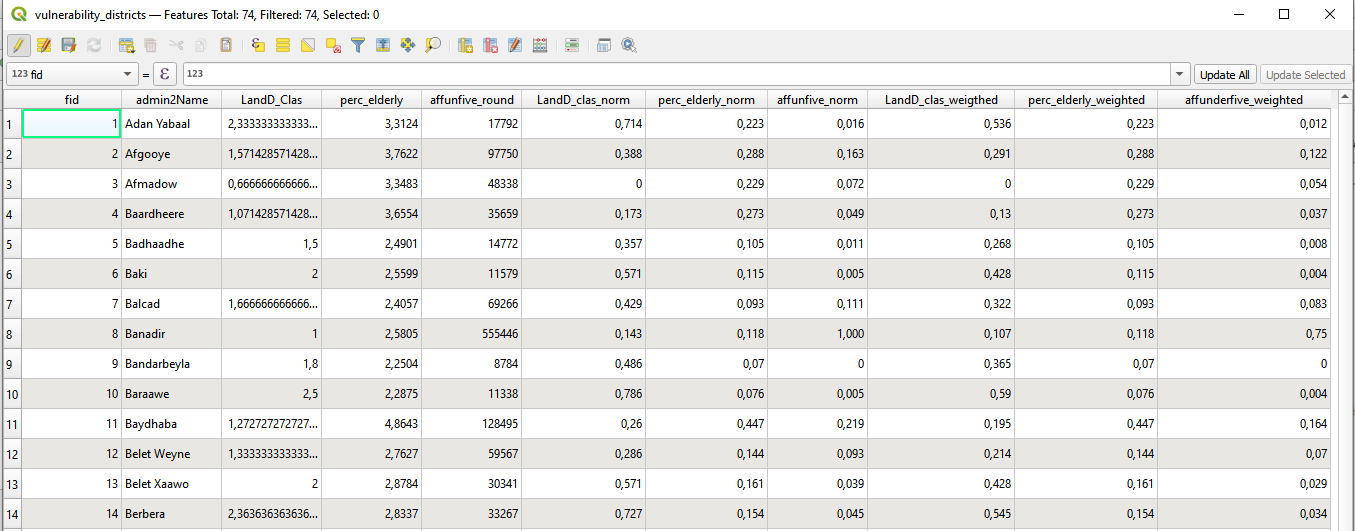 vulnerability_districts — Features Total: 74, Filtered: 74, Selected: 0
123 fid = ε 123 Update All Update Selected
fid admin2Name LandD_Clas perc_elderly affunfive_round LandD_clas_norm perc_elderly_norm affunfive_norm LandD_clas_weigthed perc_elderly_weighted affunderfive_weighted
1 1 Adan Yabaal 2,333333333333... 3,3124 17792 0,714 0,223 0,016 0,536 0,223 0,012
2 2 Afgooye 1,571428571428... 3,7622 97750 0,388 0,288 0,163 0,291 0,288 0,122
3 3 Afmadow 0,666666666666... 3,3483 48338 0 0,229 0,072 0 0,229 0,054
4 4 Baardheere 1,071428571428... 3,6554 35659 0,173 0,273 0,049 0,13 0,273 0,037
5 5 Badhaadhe 1,5 2,4901 14772 0,357 0,105 0,011 0,268 0,105 0,008
6 6 Baki 2 2,5599 11579 0,571 0,115 0,005 0,428 0,115 0,004
7 7 Balcad 1,666666666666... 2,4057 69266 0,429 0,093 0,111 0,322 0,093 0,083
8 8 Banadir 1 2,5805 555446 0,143 0,118 1,000 0,107 0,118 0,75
9 9 Bandarbeyla 1,8 2,2504 8784 0,486 0,07 0 0,365 0,07 0
10 10 Baraawe 2,5 2,2875 11338 0,786 0,076 0,005 0,59 0,076 0,004
11 11 Baydhaba 1,272727272727... 4,8643 128495 0,26 0,447 0,219 0,195 0,447 0,164
12 12 Belet Weyne 1,333333333333... 2,7627 59567 0,286 0,144 0,093 0,214 0,144 0,07
13 13 Belet Xaawo 2 2,8784 30341 0,571 0,161 0,039 0,428 0,161 0,029
14 14 Berbera 2,363636363636... 2,8337 33267 0,727 0,154 0,045 0,545 0,154 0,034